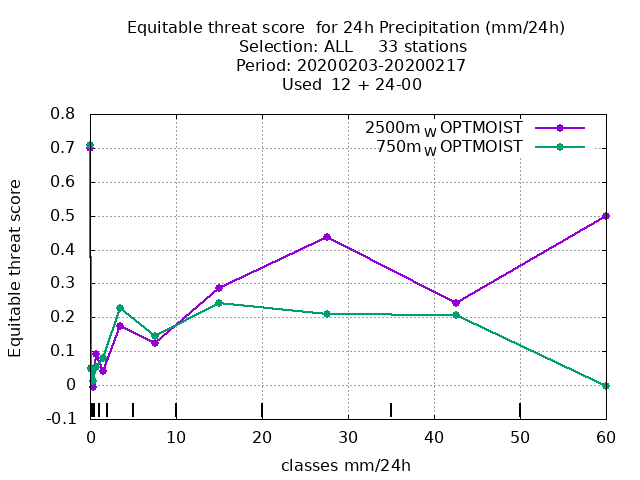 Equitable threat score  for 24h Precipitation (mm/24h)
Selection: ALL     33 stations
Period: 20200203-20200217
Used  12 + 24-00
2500m W OPTMOIST
750m W OPTMOIST
0.8
0.7
0.6
0.5
0.4
0.3
0.2
0.1
0
-0.1
Equitable threat score
0 10 20 30 40 50 60
classes mm/24h